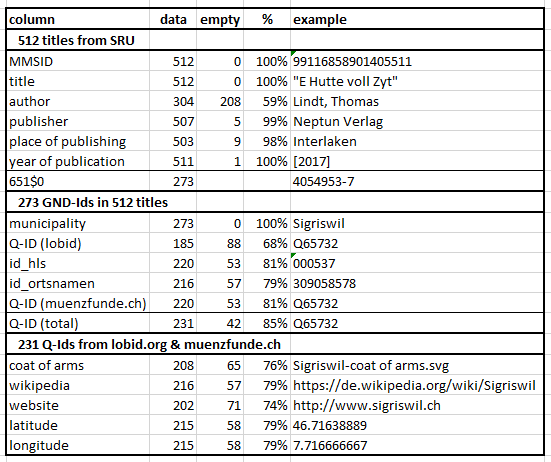 column data empty % example
512 titles from SRU
MMSID 512 0 100% 99116858901405511
title 512 0 100% "E Hutte voll Zyt"
author 304 208 59% Lindt, Thomas
publisher 507 5 99% Neptun Verlag
place of publishing 503 9 98% Interlaken
year of publication 511 1 100% [2017]
651$0 273 4054953-7
273 GND-Ids in 512 titles
municipality 273 0 100% Sigriswil
Q-ID (lobid) 185 88 68% Q65732
id_hls 220 53 81% 000537
id_ortsnamen 216 57 79% 309058578
Q-ID (muenzfunde.ch) 220 53 81% Q65732
Q-ID (total) 231 42 85% Q65732
231 Q-Ids from lobid.org & muenzfunde.ch
coat of arms 208 65 76% Sigriswil-coat of arms.svg
wikipedia 216 57 79% https://de.wikipedia.org/wiki/Sigriswil
website 202 71 74% http://www.sigriswil.ch
latitude 215 58 79% 46.71638889
longitude 215 58 79% 7.716666667